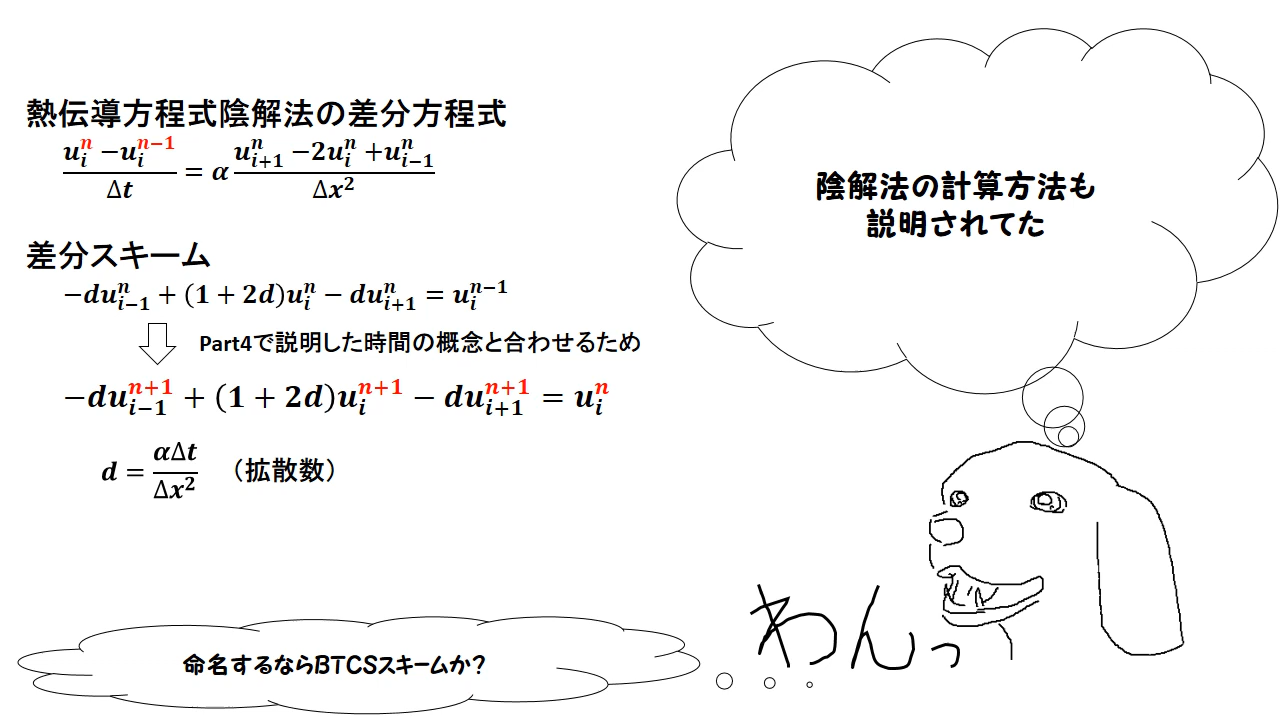 熱伝導方程式陰解法の差分方程式
\frac{u_i^n - u_i^{n-1}}{Δt} = α \frac{u_{i+1}^n - 2u_i^n + u_{i-1}^n}{Δx^2}
差分スキーム
-du_{i-1}^n + (1 + 2d)u_i^n - du_{i+1}^n = u_i^{n-1}
Part4で説明した時間の概念と合わせるため
-du_{i-1}^{n+1} + (1 + 2d)u_i^{n+1} - du_{i+1}^{n+1} = u_i^n
d = \frac{αΔt}{Δx^2} （拡散数）
陰解法の計算方法も
説明されてた
わんっ
命名するならBTCSスキームか？